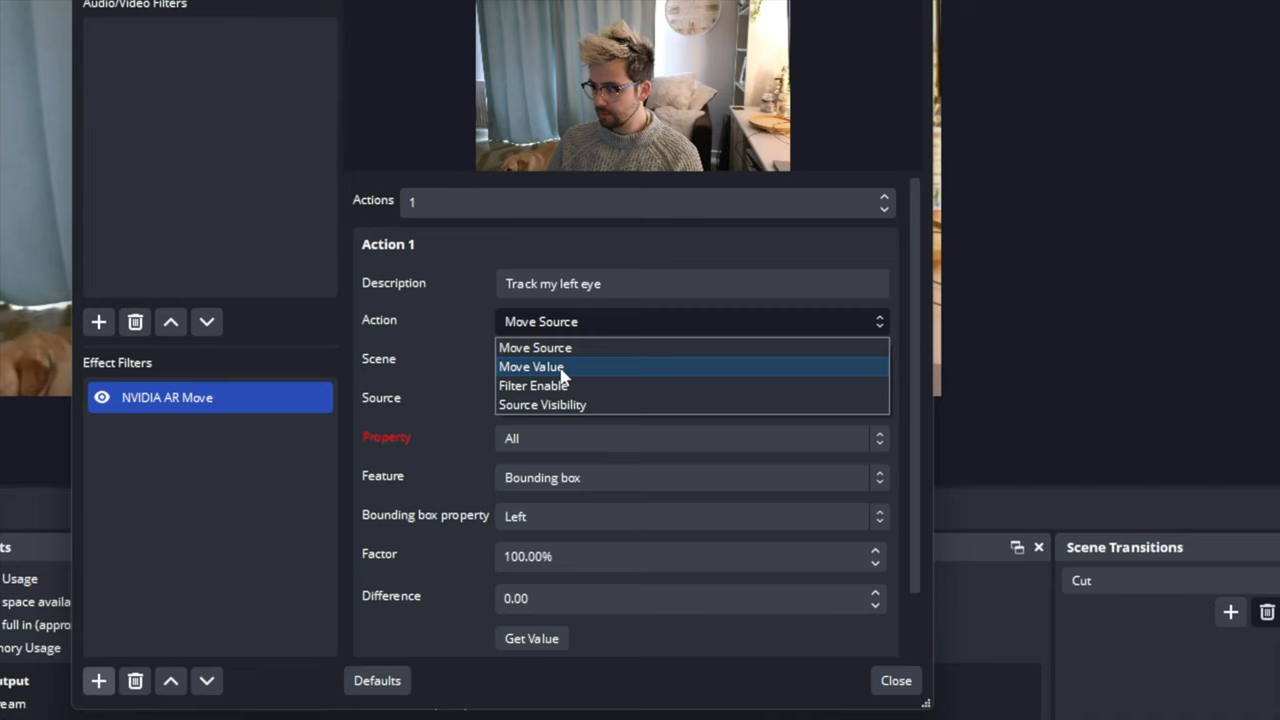 Audio/Video Filters
Actions
1
Action 1
Description
Track my left eye
Action
Move Source
Move Source
Move Value
Filter Enable
Source Visibility
Scene
Source
Property
All
Feature
Bounding box
Bounding box property
Left
Factor
100.00%
Difference
0.00
Get Value
Effect Filters
NVIDIA AR Move
Defaults
Close
ts
Usage
space availa
full in (appro
mory Usage
utput
eam
Scene Transitions
Cut